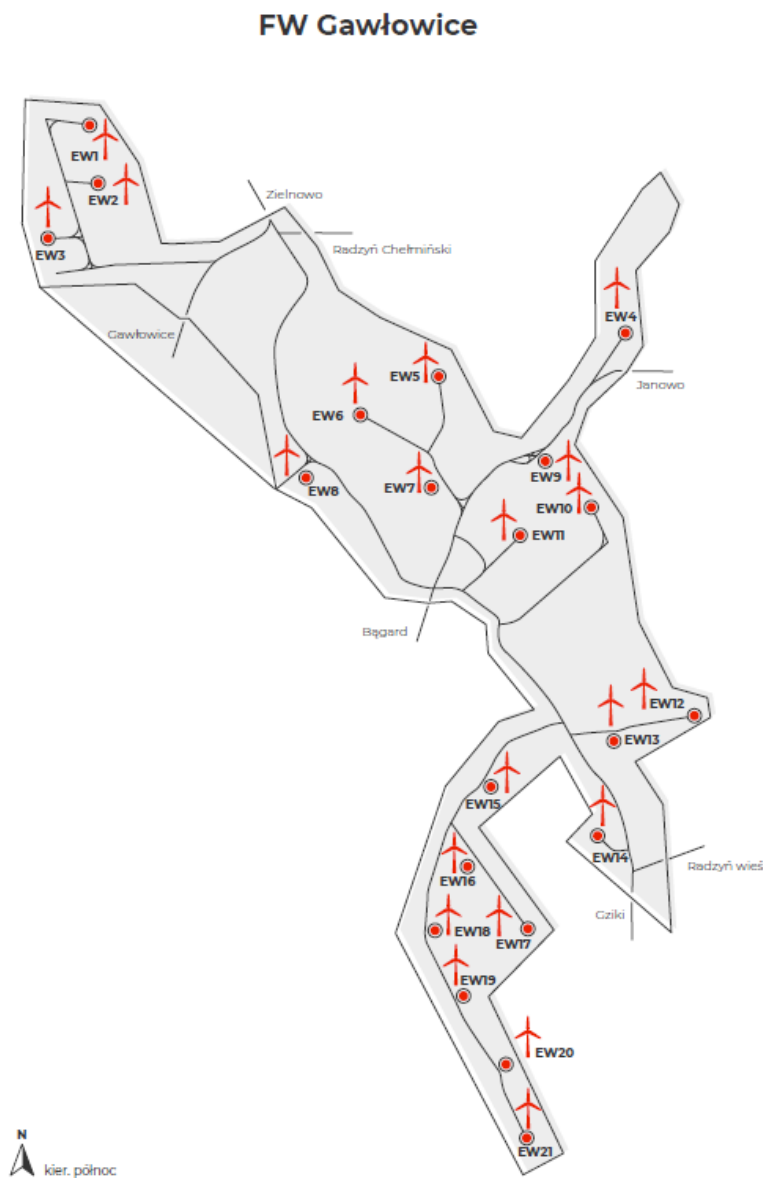 FW Gawłowice
EW1
EW2
EW3
Zielnowo
Radzyń Chełmiński
Gawłowice
EW4
Janowo
EW5
EW6
EW7
EW8
EW9
EW10
EW11
Bągard
EW12
EW13
EW15
EW14
Radzyń wieś
EW16
Gziki
EW18
EW17
EW19
EW20
EW21
N
kier. północ